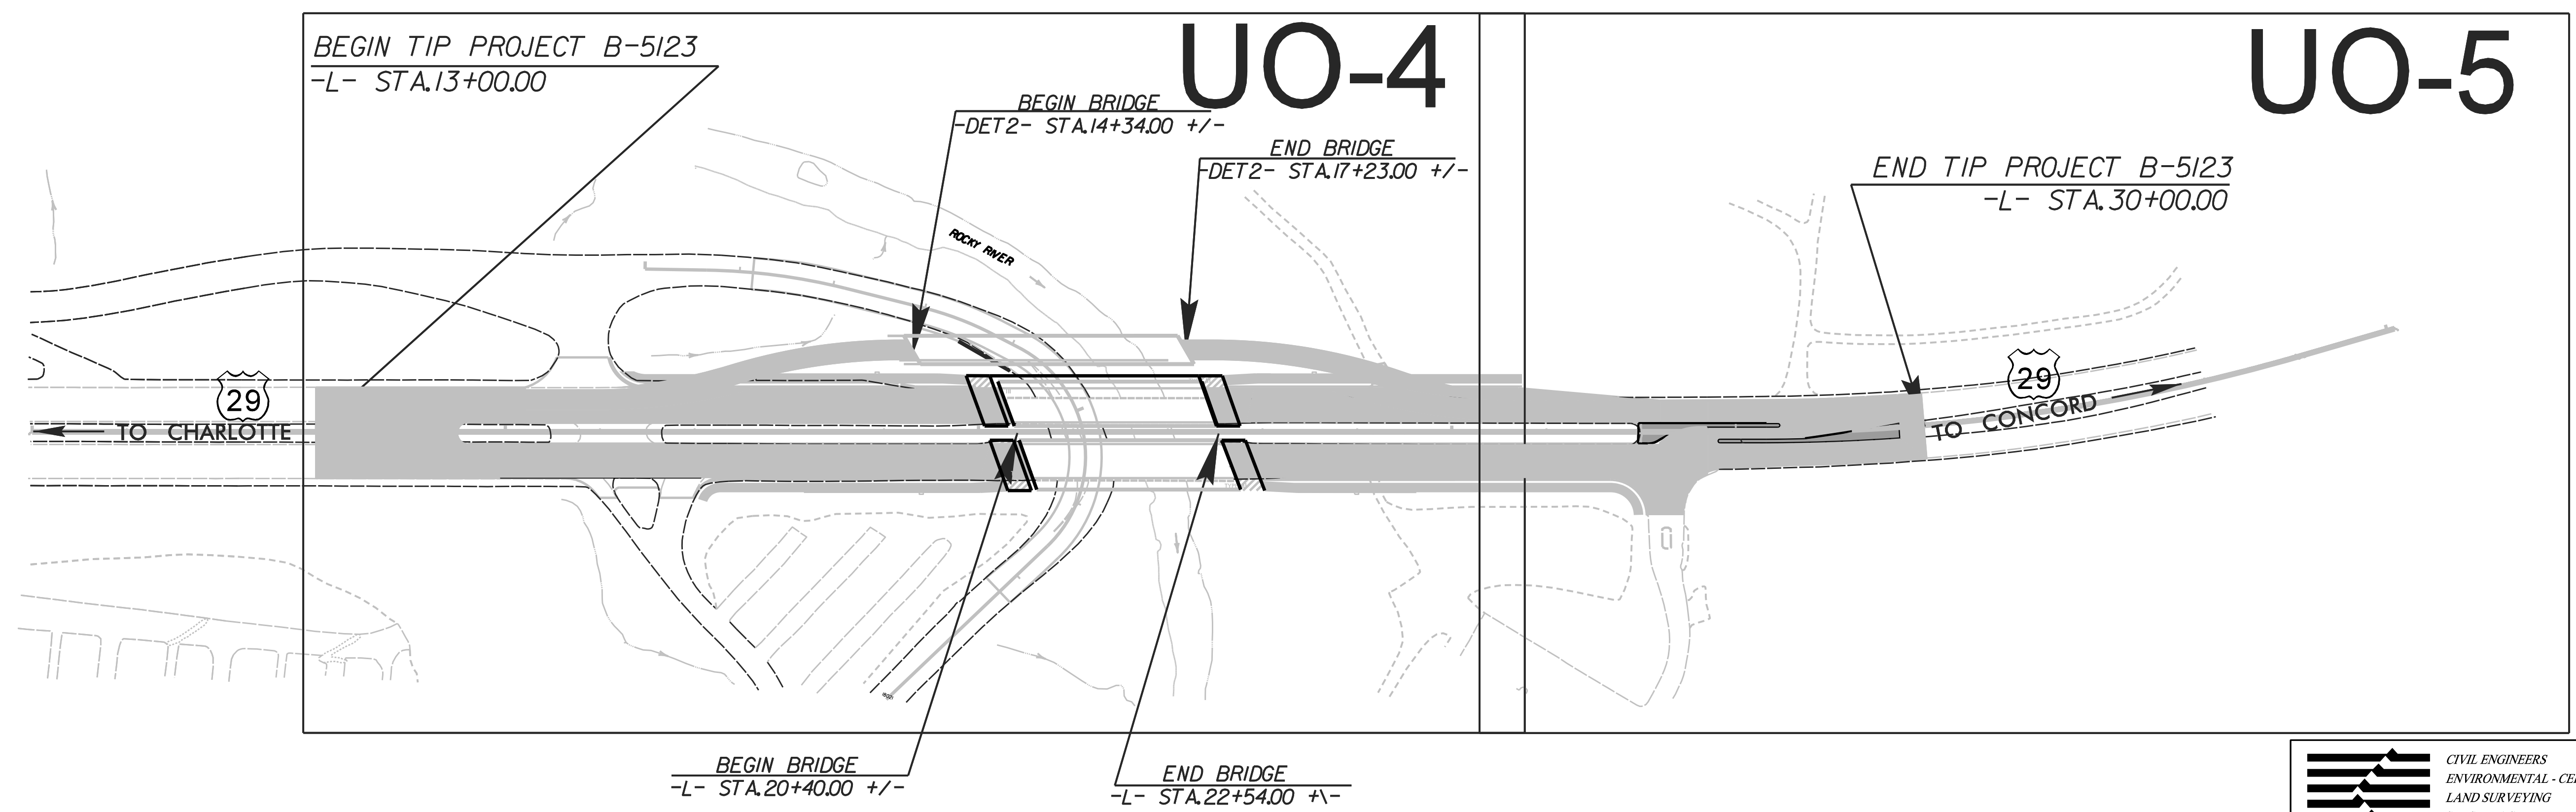 BEGIN TIP PROJECT B-5123
-L- STA.13+00.00
UO-4
UO-5
BEGIN BRIDGE
-DET2- STA.14+34.00 +/-
END BRIDGE
-DET2- STA.17+23.00 +/-
END TIP PROJECT B-5123
-L- STA.30+00.00
ROCKY RIVER
29
TO CHARLOTTE
29
TO CONCORD
BEGIN BRIDGE
-L- STA.20+40.00 +/-
END BRIDGE
-L- STA.22+54.00 +\-
CIVIL ENGINEERS
ENVIRONMENTAL - CE
LAND SURVEYING